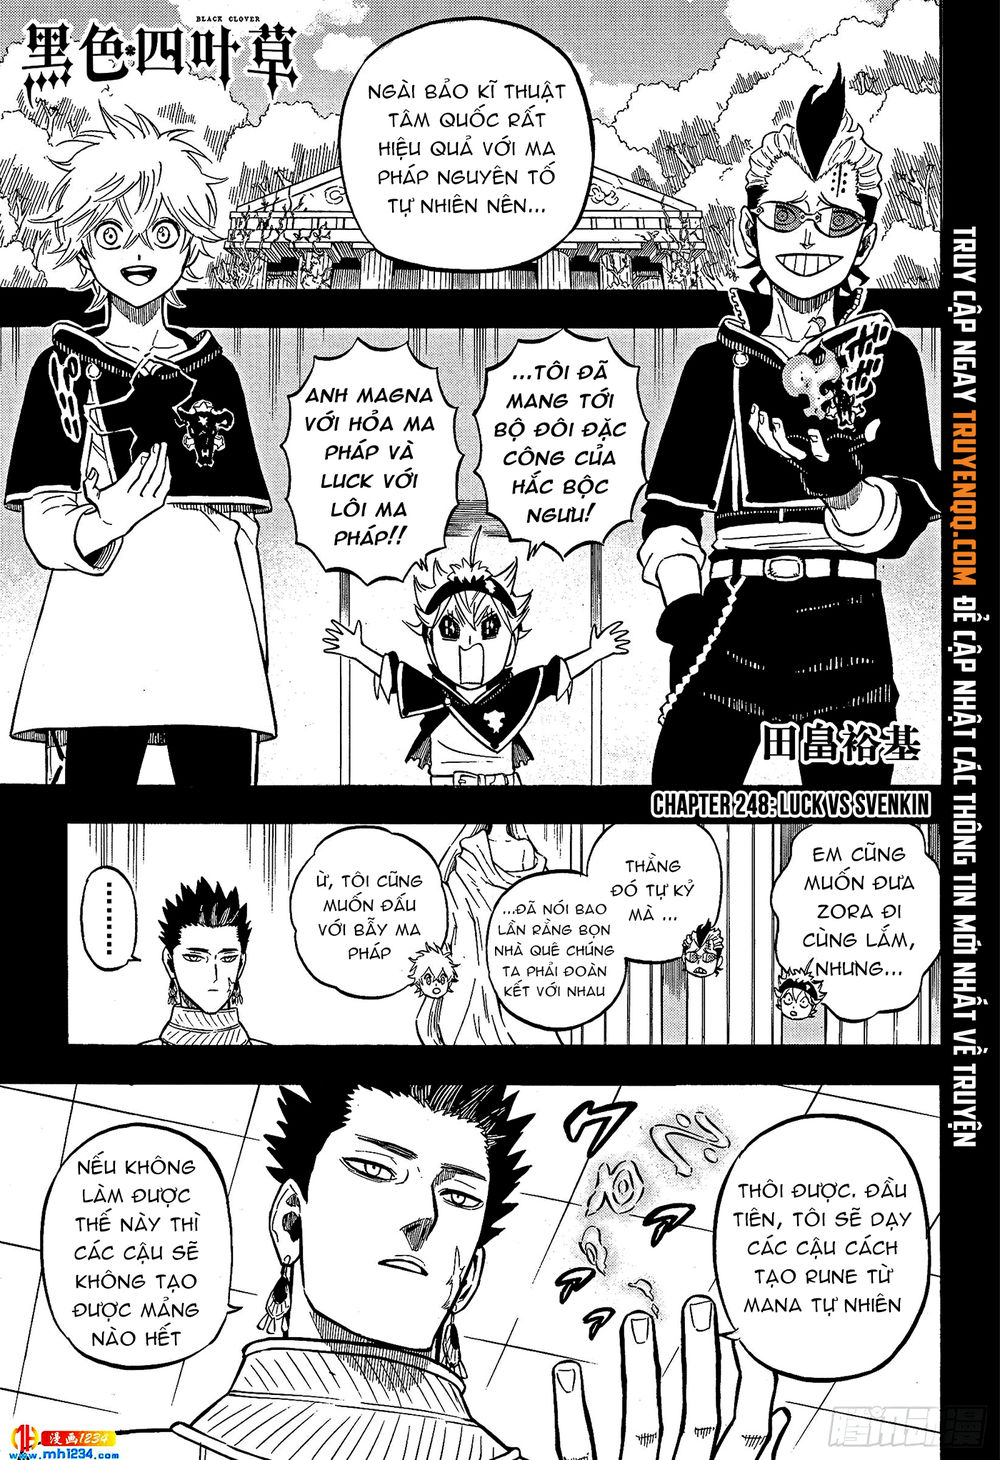 BLACK CLOVER
黑色四叶草
NGÀI BẢO KĨ THUẬT
TÂM QUỐC RẤT
HIỆU QUẢ VỚI MA
PHÁP NGUYÊN TỐ
TỰ NHIÊN NÊN...
...TÔI ĐÃ
MANG TỚI
BỘ ĐÔI ĐẶC
CÔNG CỦA
HẮC BỘC
NGƯU!
ANH MAGNA
VỚI HỎA MA
PHÁP VÀ
LUCK VỚI
LÔI MA
PHÁP!!
田畠裕基
CHAPTER 248: LUCK VS SVENKIN
EM CŨNG
MUỐN ĐƯA
ZORA ĐI
CÙNG LẮM,
NHƯNG...
THẰNG
ĐÓ TỰ KỶ
MÀ ...
...ĐÃ NÓI BAO
LẦN RẰNG BỌN
NHÀ QUÊ CHÚNG
TA PHẢI ĐOÀN
KẾT VỚI NHAU
Ừ, TÔI CŨNG
MUỐN ĐẤU
VỚI BẪY MA
PHÁP
.........
THÔI ĐƯỢC. ĐẦU
TIÊN, TÔI SẼ DẠY
CÁC CẬU CÁCH
TẠO RUNE TỪ
MANA TỰ NHIÊN
NẾU KHÔNG
LÀM ĐƯỢC
THẾ NÀY THÌ
CÁC CẬU SẼ
KHÔNG TẠO
ĐƯỢC MẢNG
NÀO HẾT
TRUY CẬP NGAY TRUYENQQ.COM ĐỂ CẬP NHẬT CÁC THÔNG TIN MỚI NHẤT VỀ TRUYỆN
漫画1234
www.mh1234.com